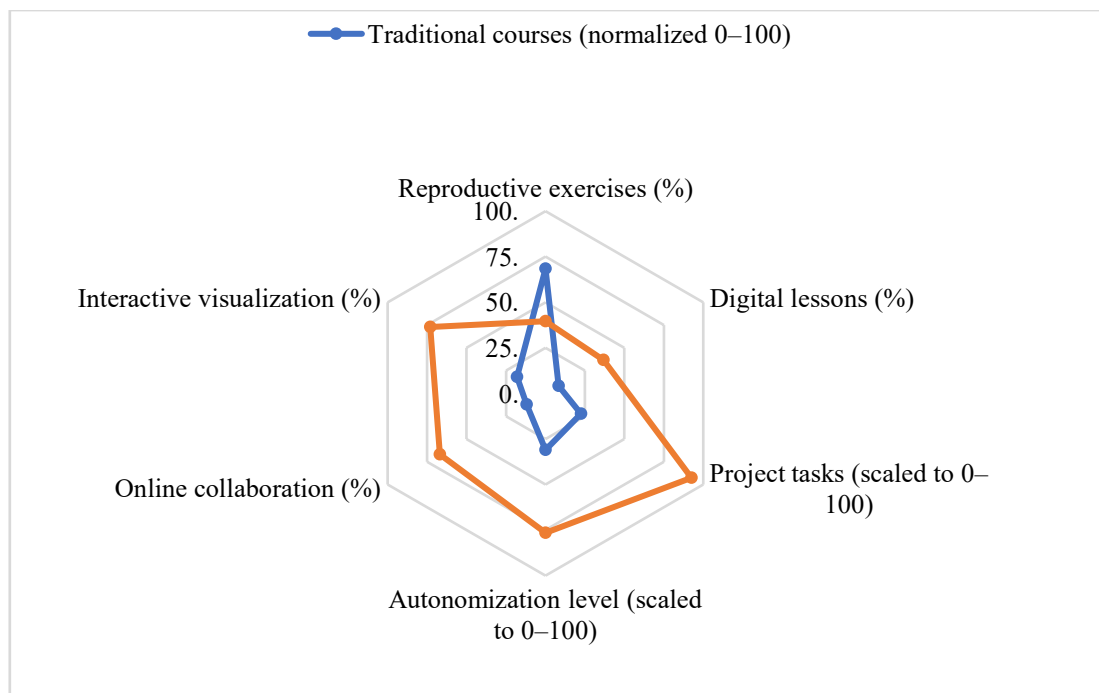 Traditional courses (normalized 0–100)
Reproductive exercises (%)
100.
75.
Interactive visualization (%)
Digital lessons (%)
50.
25.
0.
Online collaboration (%)
Project tasks (scaled to 0–
100)
Autonomization level (scaled
to 0–100)